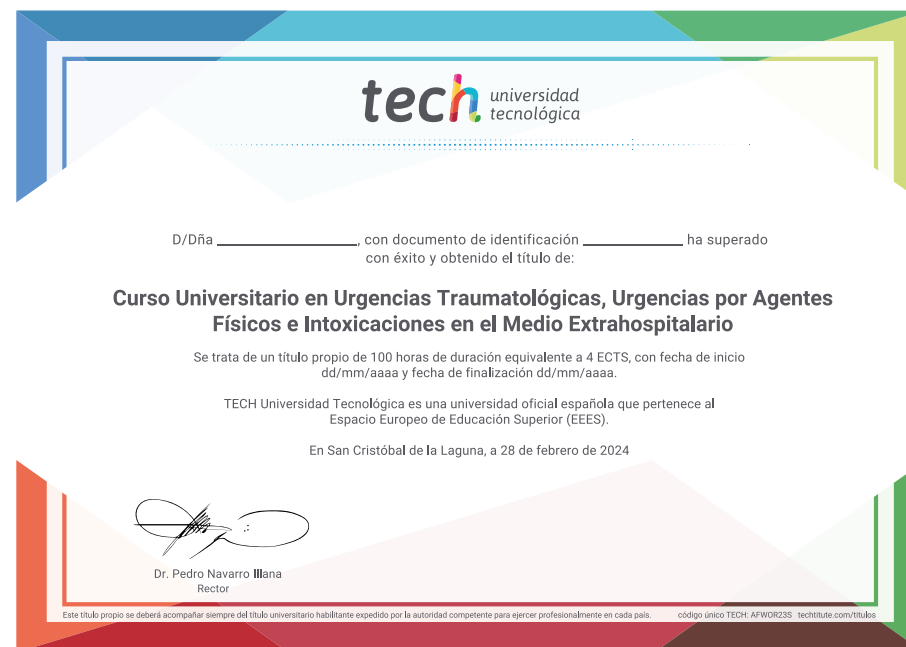 tech universidad
tecnológica
D/Dña ____________________, con documento de identificación ______________ ha superado
con éxito y obtenido el título de:
Curso Universitario en Urgencias Traumatológicas, Urgencias por Agentes
Físicos e Intoxicaciones en el Medio Extrahospitalario
Se trata de un título propio de 100 horas de duración equivalente a 4 ECTS, con fecha de inicio
dd/mm/aaaa y fecha de finalización dd/mm/aaaa.
TECH Universidad Tecnológica es una universidad oficial española que pertenece al
Espacio Europeo de Educación Superior (EEES).
En San Cristóbal de la Laguna, a 28 de febrero de 2024
Dr. Pedro Navarro Illana
Rector
Este título propio se deberá acompañar siempre del título universitario habilitante expedido por la autoridad competente para ejercer profesionalmente en cada país. código único TECH: AFWOR23S techtitute.com/titulos